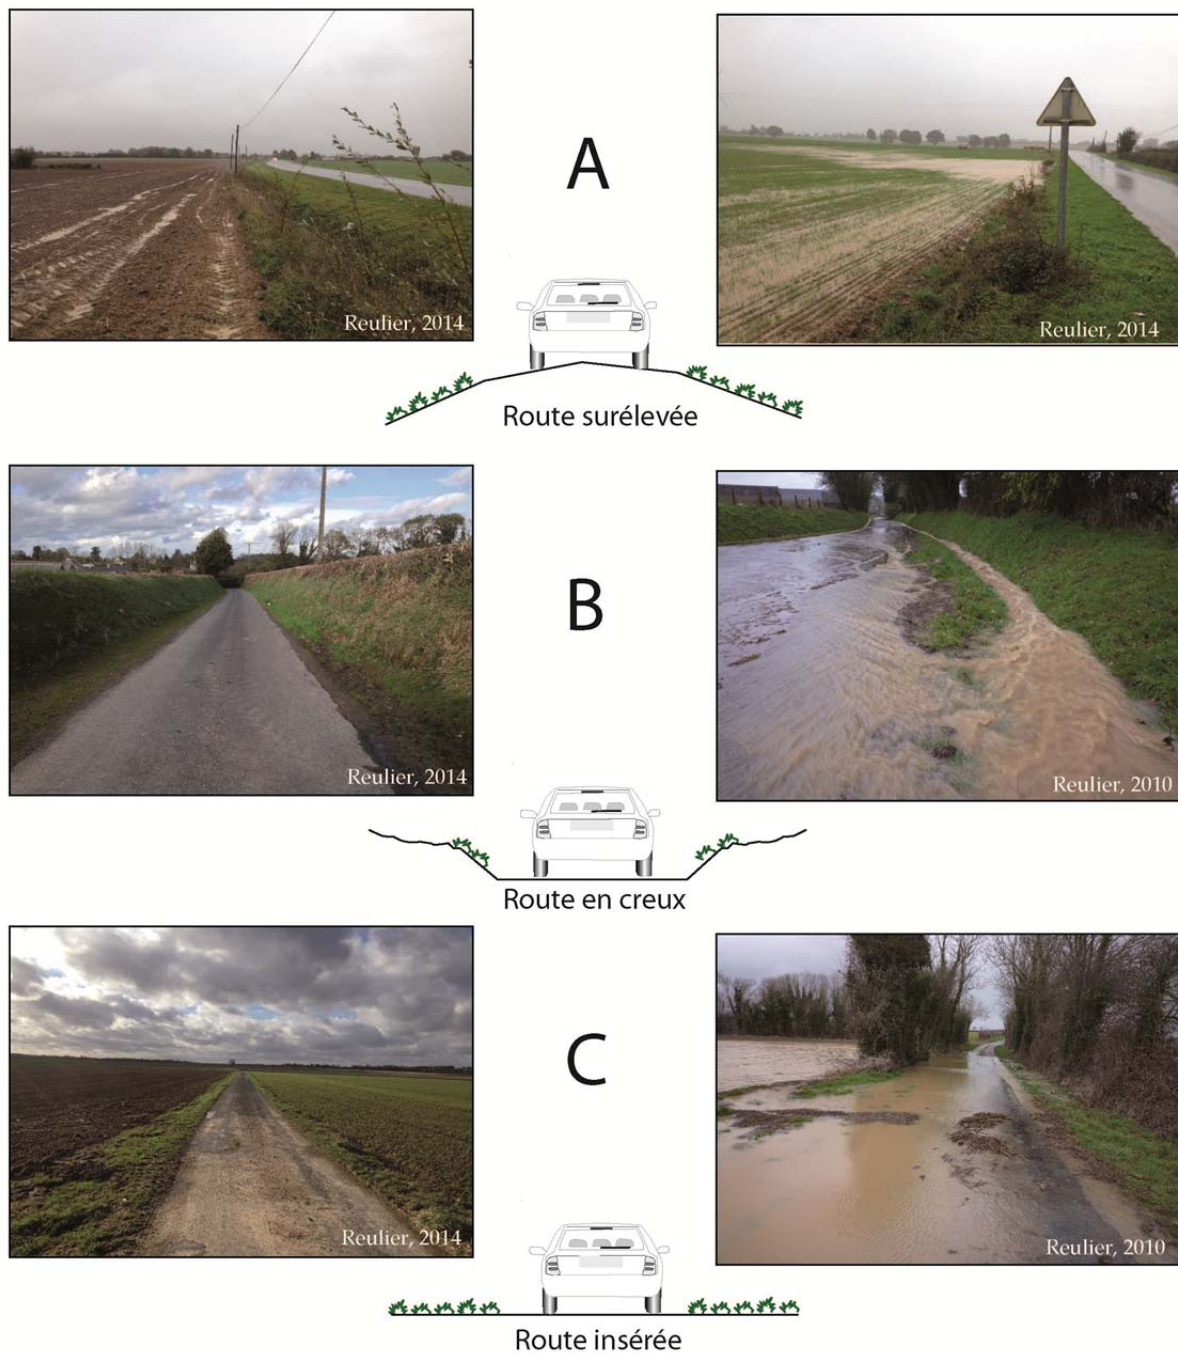 A
Reulier, 2014
Reulier, 2014
Route surélevée
B
Reulier, 2014
Reulier, 2010
Route en creux
C
Reulier, 2014
Reulier, 2010
Route insérée